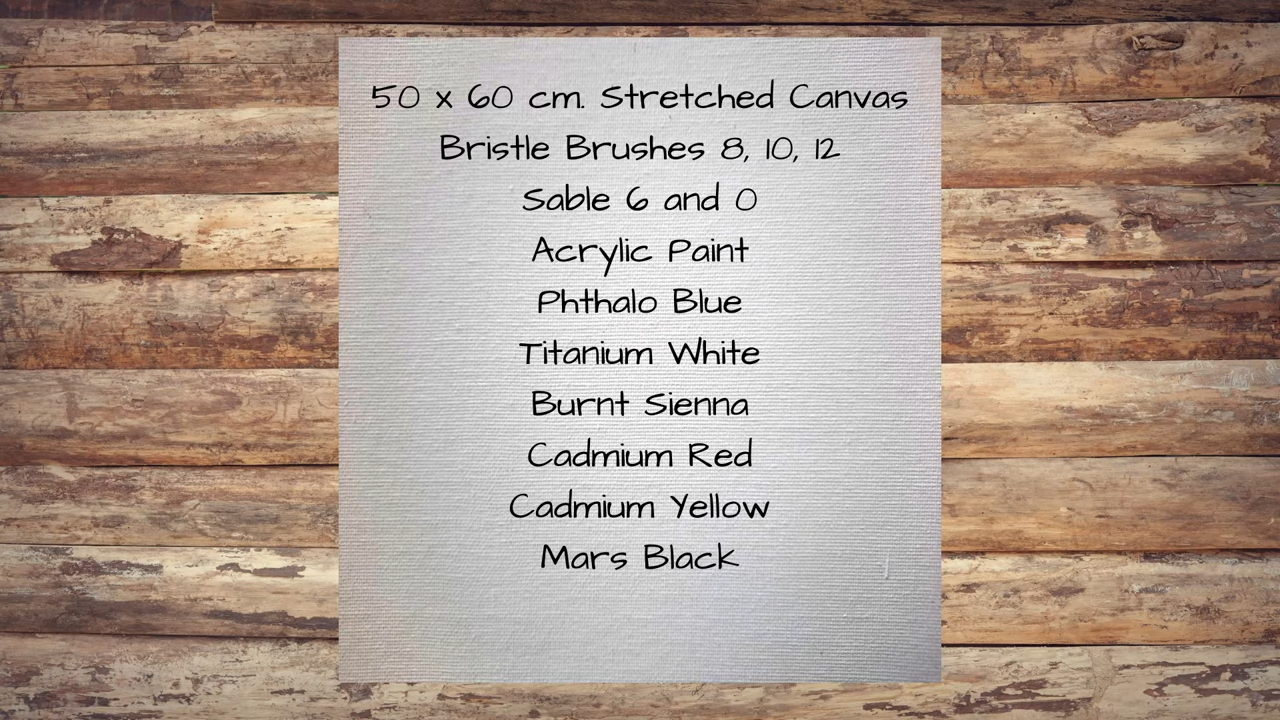 50 x 60 cm. Stretched Canvas
Bristle Brushes 8, 10, 12
Sable 6 and 0
Acrylic Paint
Phthalo Blue
Titanium White
Burnt Sienna
Cadmium Red
Cadmium Yellow
Mars Black